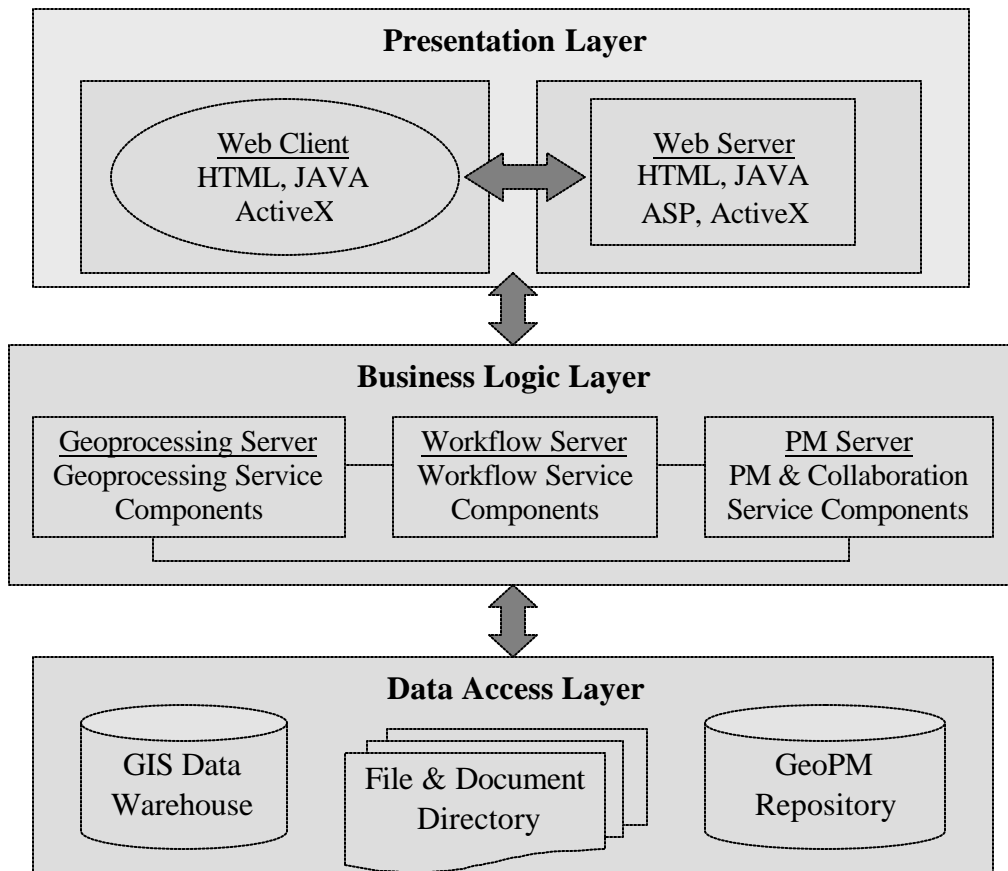 Presentation Layer
Web Client
HTML, JAVA
ActiveX
Web Server
HTML, JAVA
ASP, ActiveX
Business Logic Layer
Geoprocessing Server
Geoprocessing Service
Components
Workflow Server
Workflow Service
Components
PM Server
PM & Collaboration
Service Components
Data Access Layer
GIS Data
Warehouse
File & Document
Directory
GeoPM
Repository